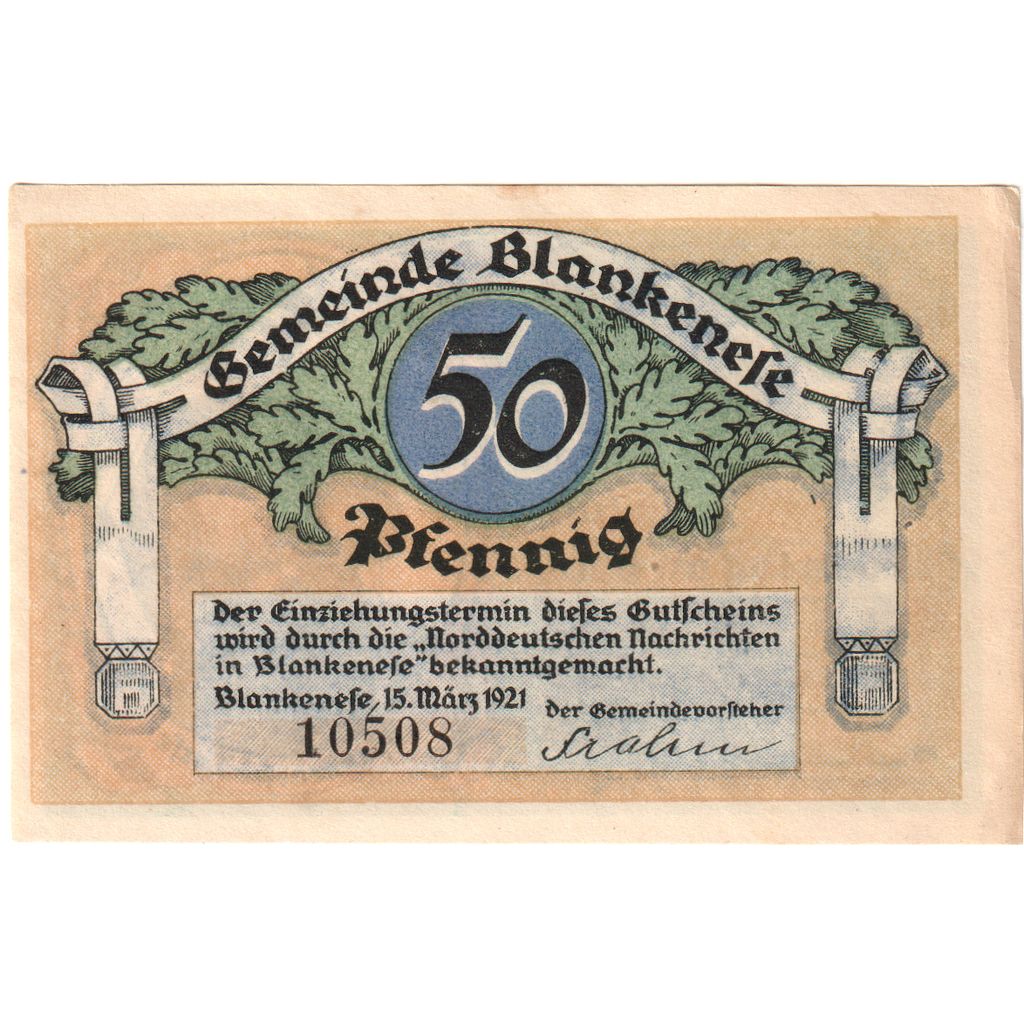 Gemeinde Blankenese
50
Pfennig
Der Einziehungstermin dieses Gutscheins
wird durch die „Norddeutschen Nachrichten
in Blankenese” bekanntgemacht.
Blankenese, 15. März 1921
Der Gemeindevorsteher
10508